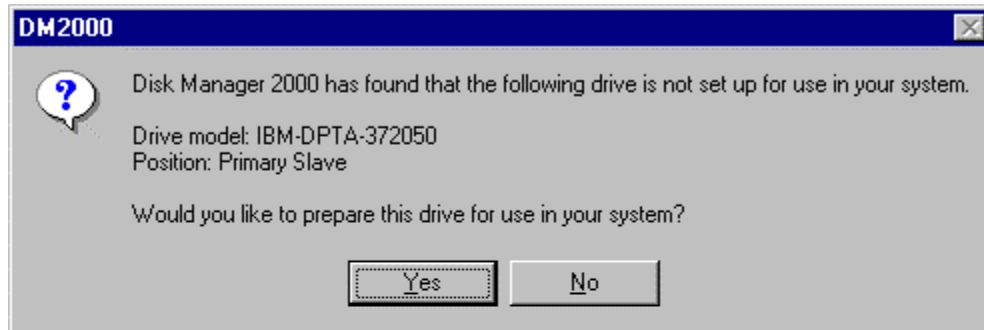 DM2000
Disk Manager 2000 has found that the following drive is not set up for use in your system.
Drive model: IBM-DPTA-372050
Position: Primary Slave
Would you like to prepare this drive for use in your system?
Yes No